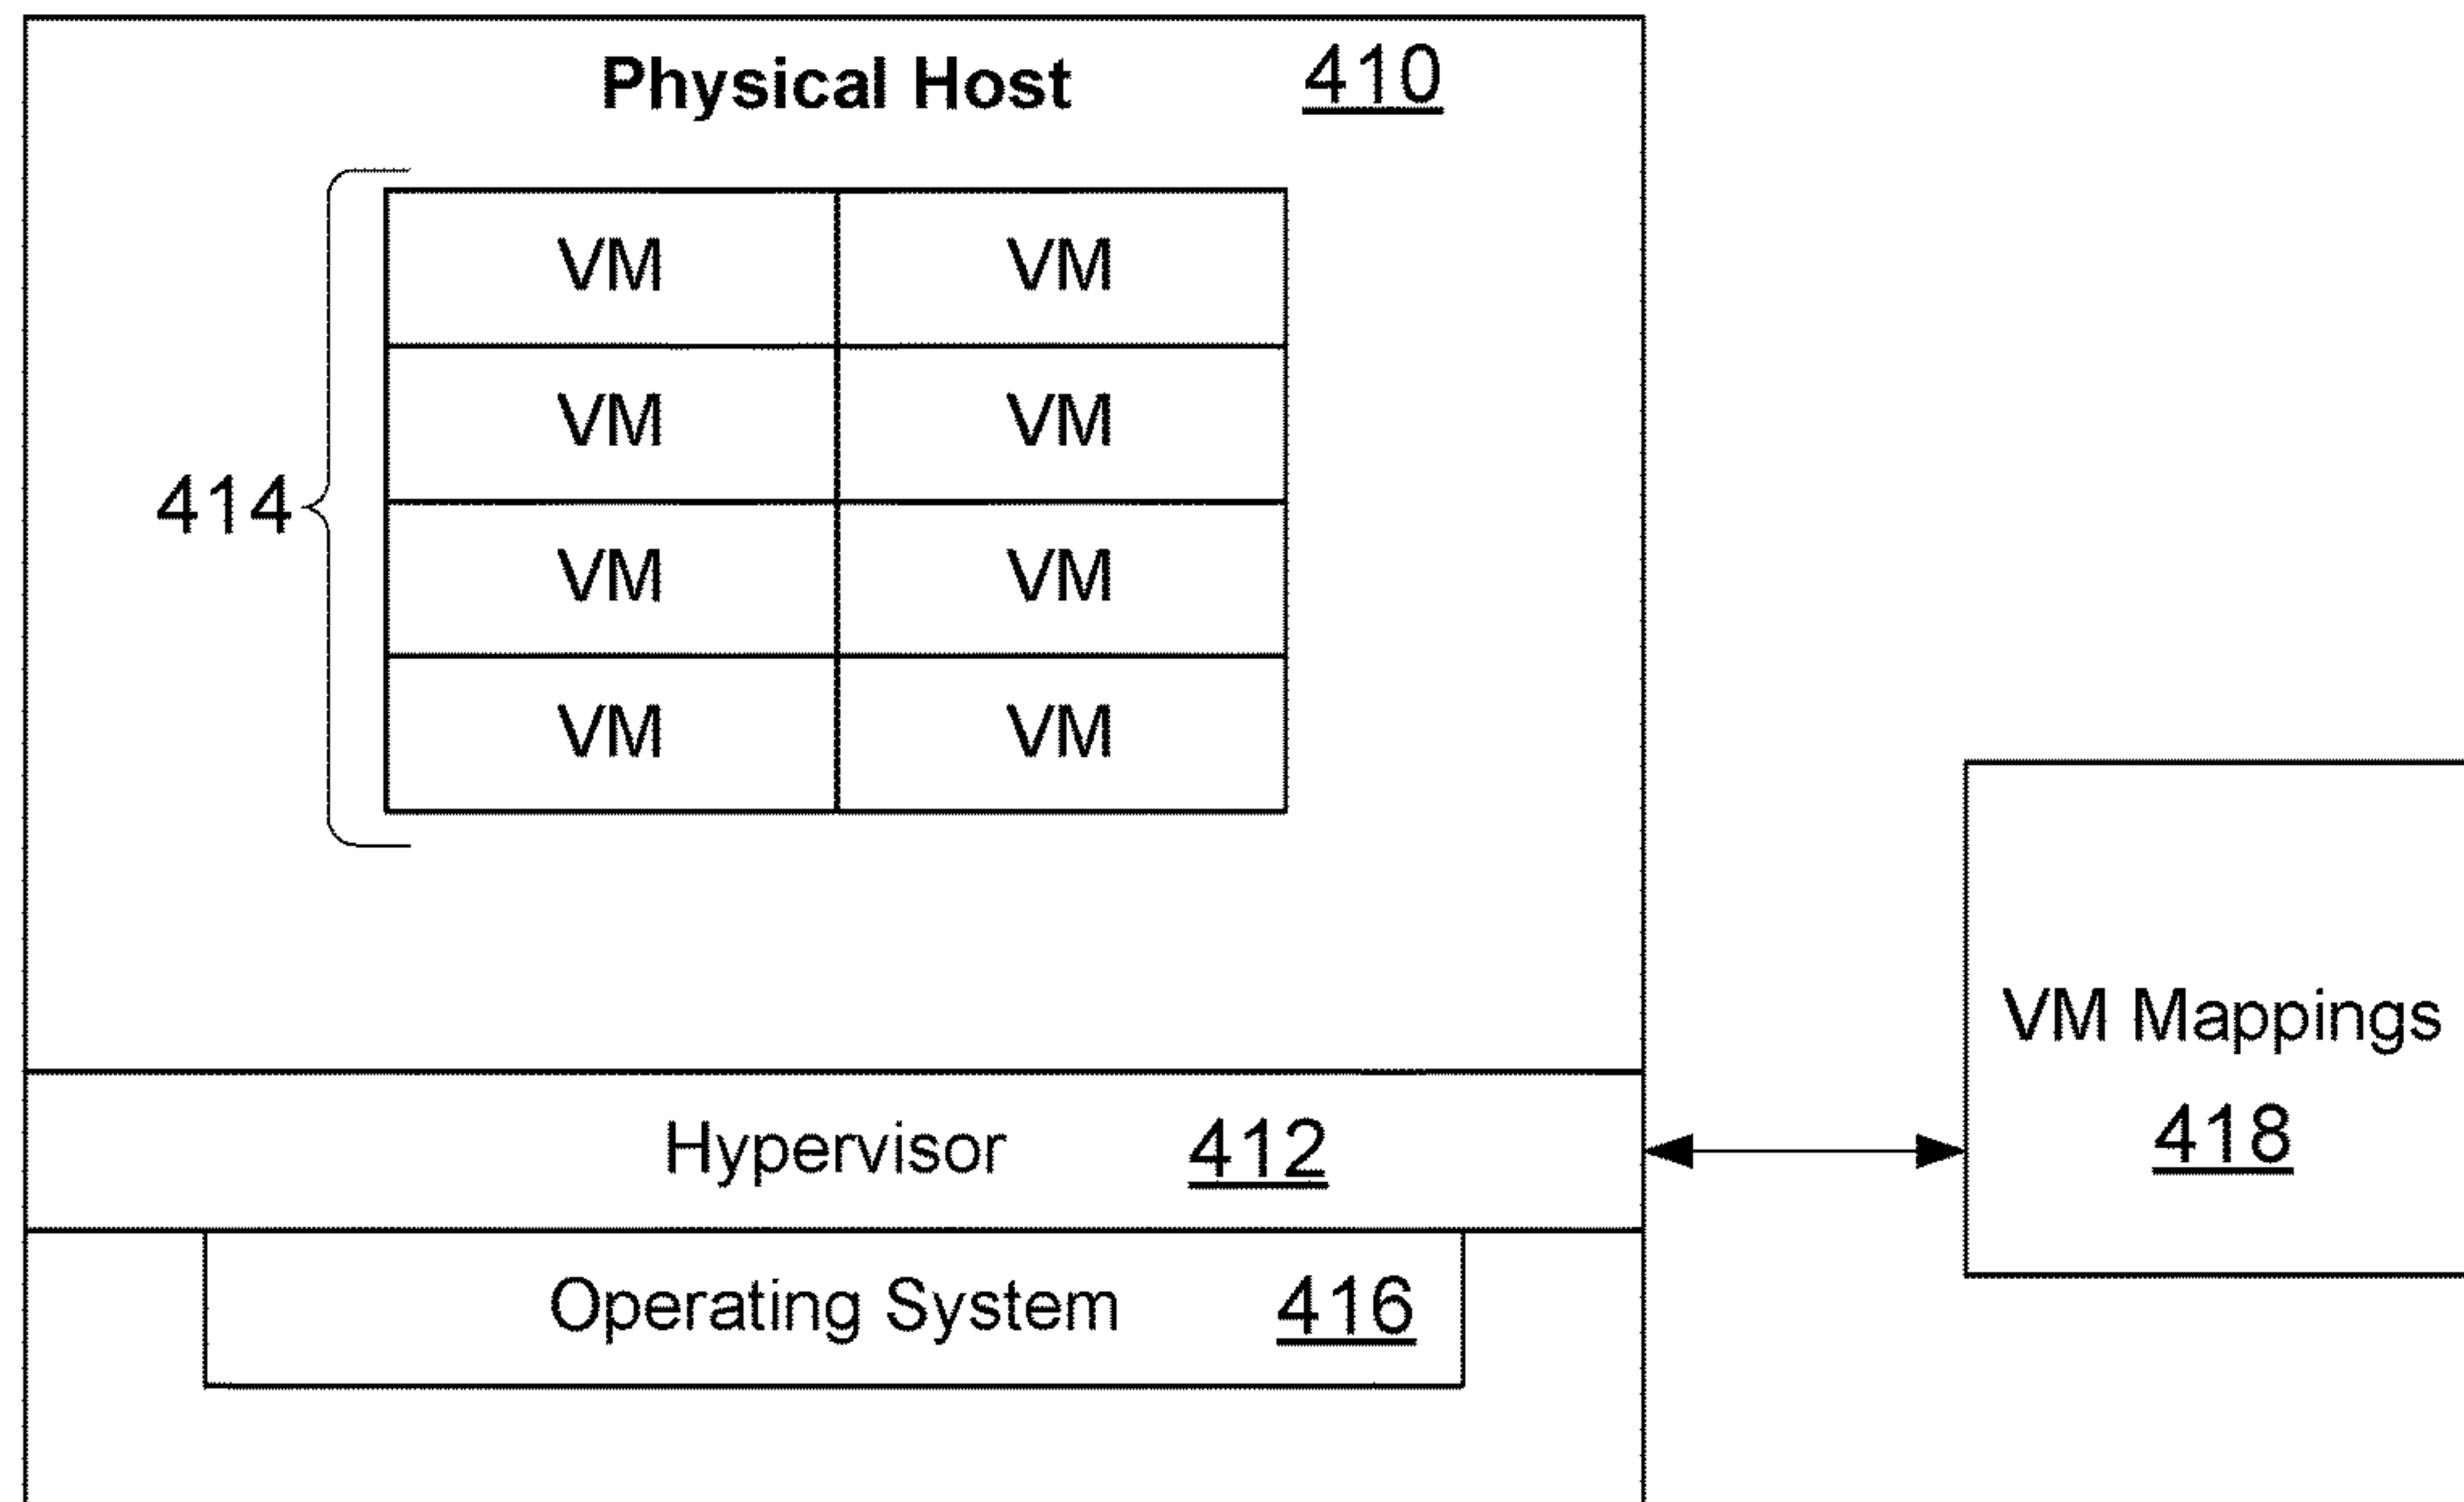 Physical Host 410
VM VM
VM VM
414
VM VM
VM VM
VM Mappings
418
Hypervisor 412
Operating System 416